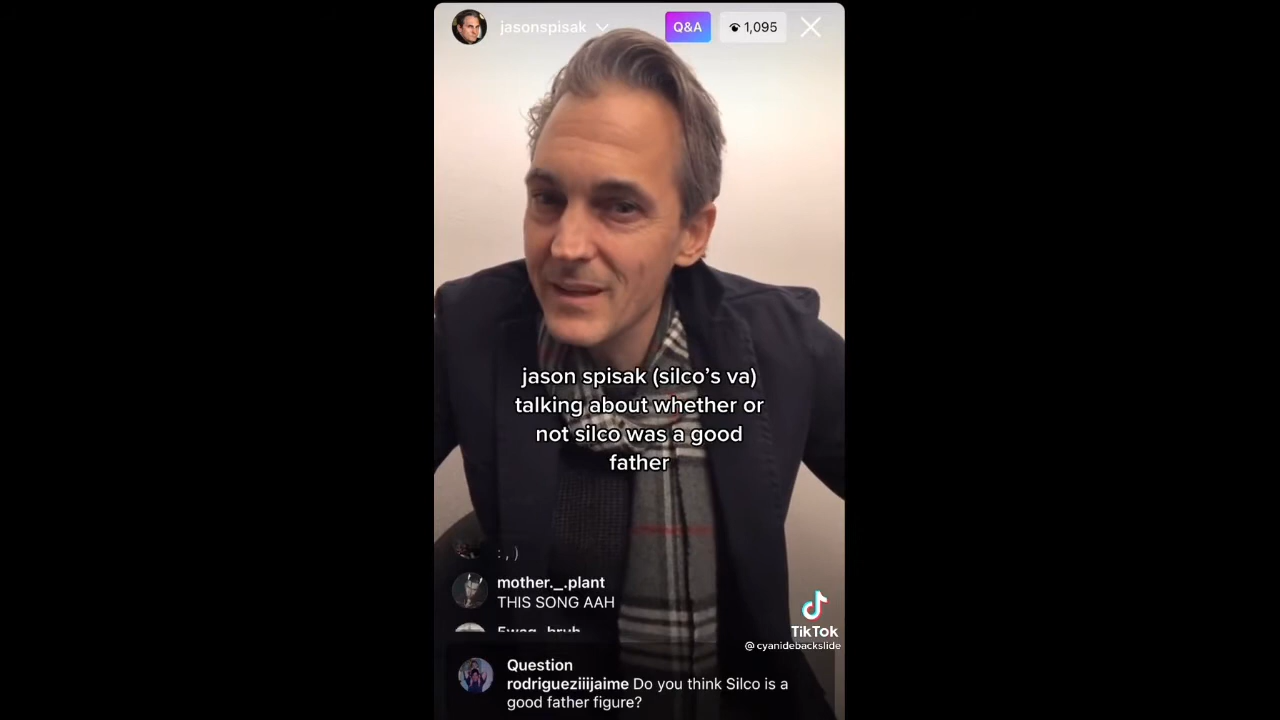 jasonspisak
Q&A
1,095
jason spisak (silco's va)
talking about whether or
not silco was a good
father
: , )
mother._.plant
THIS SONG AAH
TikTok
@cyanidebackslide
Question
rodrigueziiijaime Do you think Silco is a
good father figure?